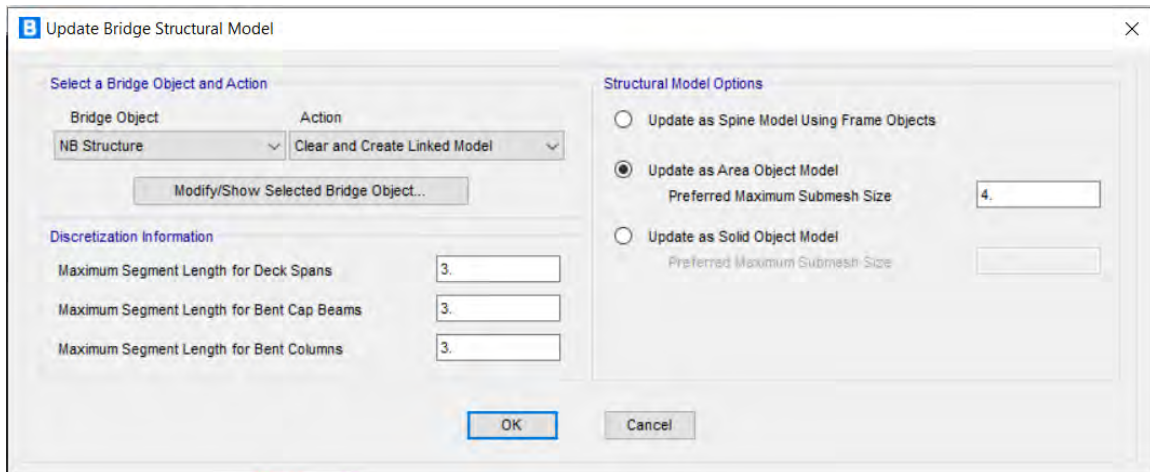 B Update Bridge Structural Model
Select a Bridge Object and Action
Bridge Object
Action
NB Structure
Clear and Create Linked Model
Modify/Show Selected Bridge Object...
Discretization Information
Maximum Segment Length for Deck Spans
3.
Maximum Segment Length for Bent Cap Beams
3.
Maximum Segment Length for Bent Columns
3.
Structural Model Options
Update as Spine Model Using Frame Objects
Update as Area Object Model
Preferred Maximum Submesh Size
4.
Update as Solid Object Model
Preferred Maximum Submesh Size
OK
Cancel